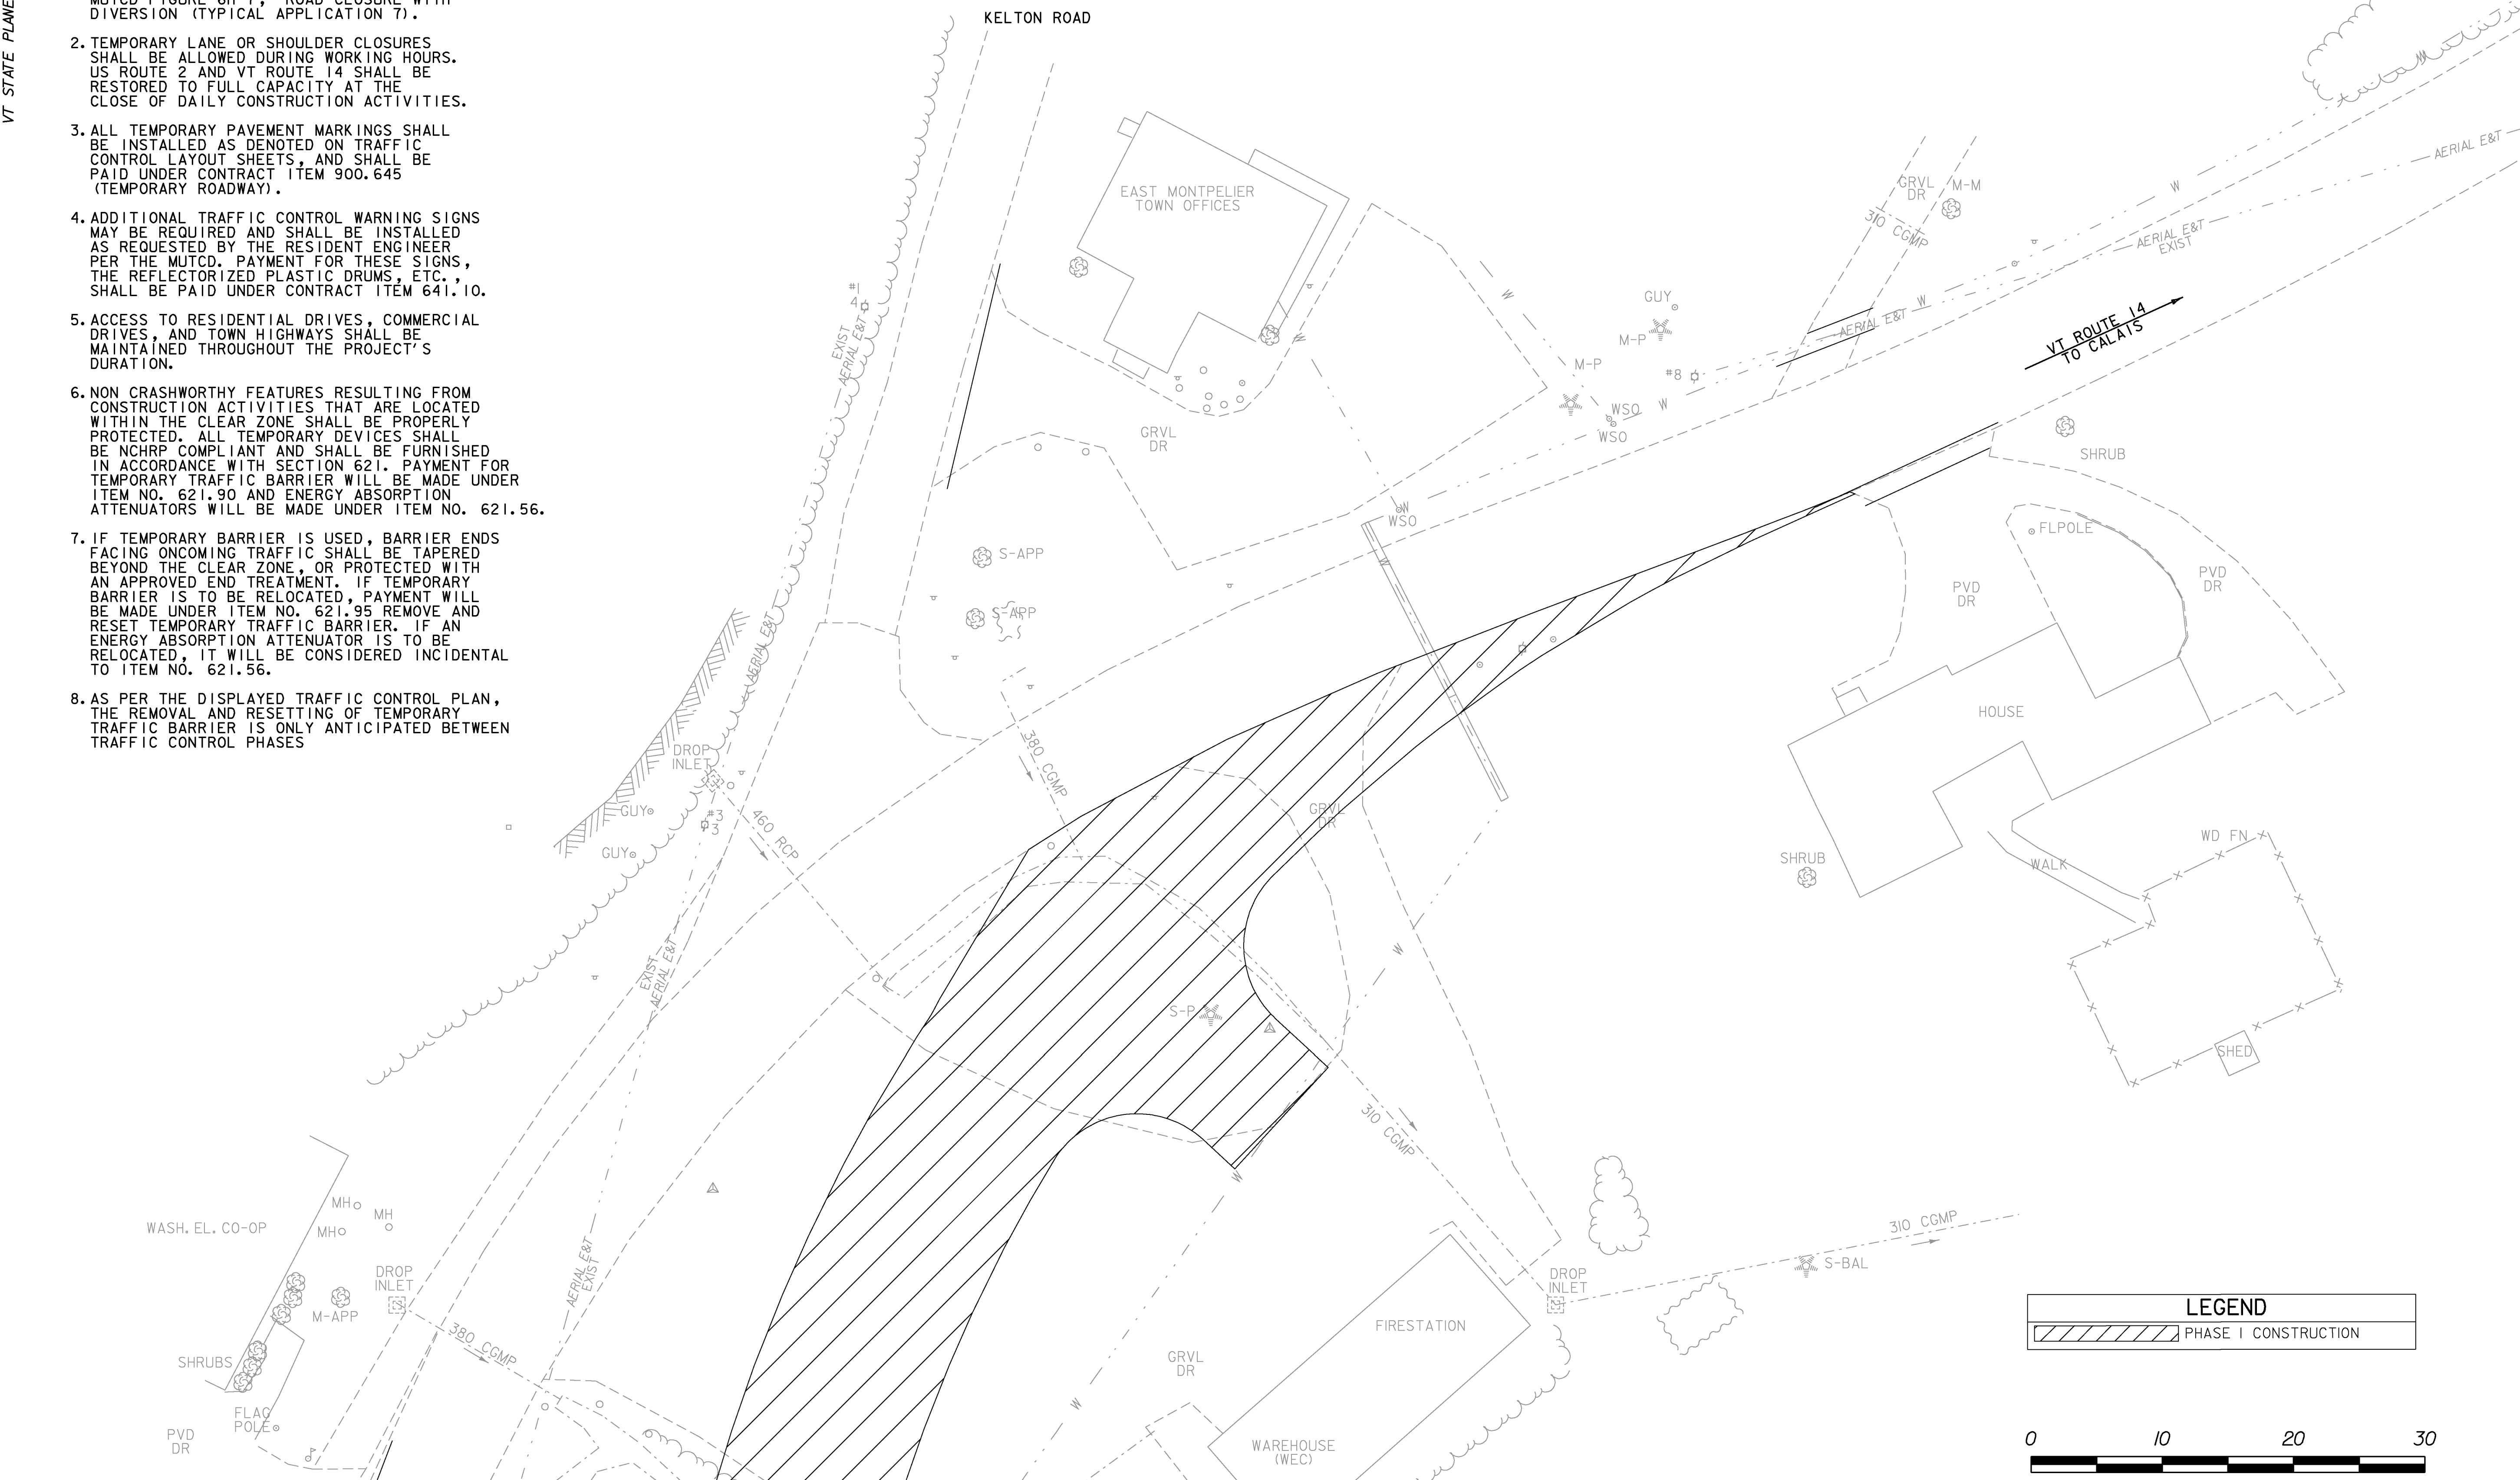 VT STATE PLANE
DIVERSION (TYPICAL APPLICATION 7).
2. TEMPORARY LANE OR SHOULDER CLOSURES
SHALL BE ALLOWED DURING WORKING HOURS.
US ROUTE 2 AND VT ROUTE 14 SHALL BE
RESTORED TO FULL CAPACITY AT THE
CLOSE OF DAILY CONSTRUCTION ACTIVITIES.
3. ALL TEMPORARY PAVEMENT MARKINGS SHALL
BE INSTALLED AS DENOTED ON TRAFFIC
CONTROL LAYOUT SHEETS, AND SHALL BE
PAID UNDER CONTRACT ITEM 900.645
(TEMPORARY ROADWAY).
4. ADDITIONAL TRAFFIC CONTROL WARNING SIGNS
MAY BE REQUIRED AND SHALL BE INSTALLED
AS REQUESTED BY THE RESIDENT ENGINEER
PER THE MUTCD. PAYMENT FOR THESE SIGNS,
THE REFLECTORIZED PLASTIC DRUMS, ETC.,
SHALL BE PAID UNDER CONTRACT ITEM 641.10.
5. ACCESS TO RESIDENTIAL DRIVES, COMMERCIAL
DRIVES, AND TOWN HIGHWAYS SHALL BE
MAINTAINED THROUGHOUT THE PROJECT'S
DURATION.
6. NON CRASHWORTHY FEATURES RESULTING FROM
CONSTRUCTION ACTIVITIES THAT ARE LOCATED
WITHIN THE CLEAR ZONE SHALL BE PROPERLY
PROTECTED. ALL TEMPORARY DEVICES SHALL
BE NCHRP COMPLIANT AND SHALL BE FURNISHED
IN ACCORDANCE WITH SECTION 621. PAYMENT FOR
TEMPORARY TRAFFIC BARRIER WILL BE MADE UNDER
ITEM NO. 621.90 AND ENERGY ABSORPTION
ATTENUATORS WILL BE MADE UNDER ITEM NO. 621.56.
7. IF TEMPORARY BARRIER IS USED, BARRIER ENDS
FACING ONCOMING TRAFFIC SHALL BE TAPERED
BEYOND THE CLEAR ZONE, OR PROTECTED WITH
AN APPROVED END TREATMENT. IF TEMPORARY
BARRIER IS TO BE RELOCATED, PAYMENT WILL
BE MADE UNDER ITEM NO. 621.95 REMOVE AND
RESET TEMPORARY TRAFFIC BARRIER. IF AN
ENERGY ABSORPTION ATTENUATOR IS TO BE
RELOCATED, IT WILL BE CONSIDERED INCIDENTAL
TO ITEM NO. 621.56.
8. AS PER THE DISPLAYED TRAFFIC CONTROL PLAN,
THE REMOVAL AND RESETTING OF TEMPORARY
TRAFFIC BARRIER IS ONLY ANTICIPATED BETWEEN
TRAFFIC CONTROL PHASES
KELTON ROAD
EAST MONTPELIER
TOWN OFFICES
#1
4
EXIST
AERIAL E&T
GRVL
DR
GUY
M-P
M-P
#8
WSO
WSO
WSO
W
W
W
W
W
W
W
W
GRVL
DR
M-M
310 CGMP
AERIAL E&T
AERIAL E&T
EXIST
AERIAL E&T
VT ROUTE 14
TO CALAIS
SHRUB
FLPOLE
PVD
DR
PVD
DR
HOUSE
SHRUB
WALK
WD FN
SHED
S-APP
S-APP
AERIAL E&T
DROP
INLET
GUY
GUY
#3
3
460 RCP
380 CGMP
GRVL
DR
EXIST
AERIAL E&T
S-P
W
W
W
310 CGMP
MH
MH
MH
WASH.EL.CO-OP
DROP
INLET
M-APP
SHRUBS
FLAG
POLE
PVD
DR
380 CGMP
AERIAL E&T
EXIST
GRVL
DR
FIRESTATION
WAREHOUSE
(WEC)
DROP
INLET
310 CGMP
S-BAL
LEGEND
PHASE I CONSTRUCTION
0 10 20 30